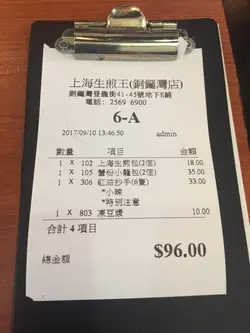 上海生煎王(銅鑼灣店)
銅鑼灣登龍街41-45號地下E鋪
電話: 2569 6900
6-A
2017/09/10 13:46:50 admin
數量 項目 金額
1 X 102 上海生煎包(2個) 18.00
1 X 105 蟹粉小籠包(2個) 35.00
1 X 306 紅油抄手(6隻) 33.00
*小辣
*特別注意
1 X 803 凍豆漿 10.00
合計 4 項目
$96.00
總金額